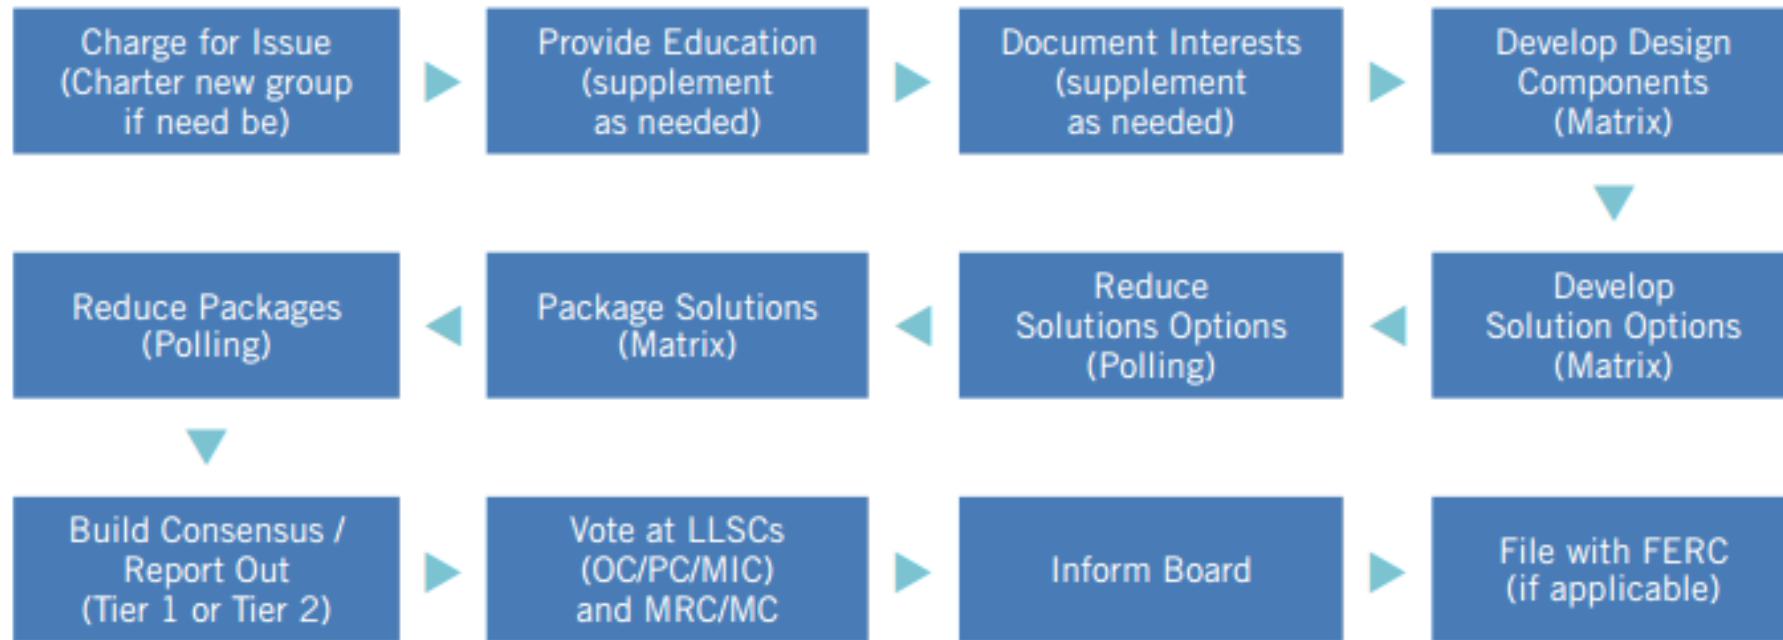 Charge for Issue
(Charter new group
if need be)
Provide Education
(supplement
as needed)
Document Interests
(supplement
as needed)
Develop Design
Components
(Matrix)
Develop
Solution Options
(Matrix)
Reduce
Solutions Options
(Polling)
Package Solutions
(Matrix)
Reduce Packages
(Polling)
Build Consensus /
Report Out
(Tier 1 or Tier 2)
Vote at LLSCs
(OC/PC/MIC)
and MRC/MC
Inform Board
File with FERC
(if applicable)